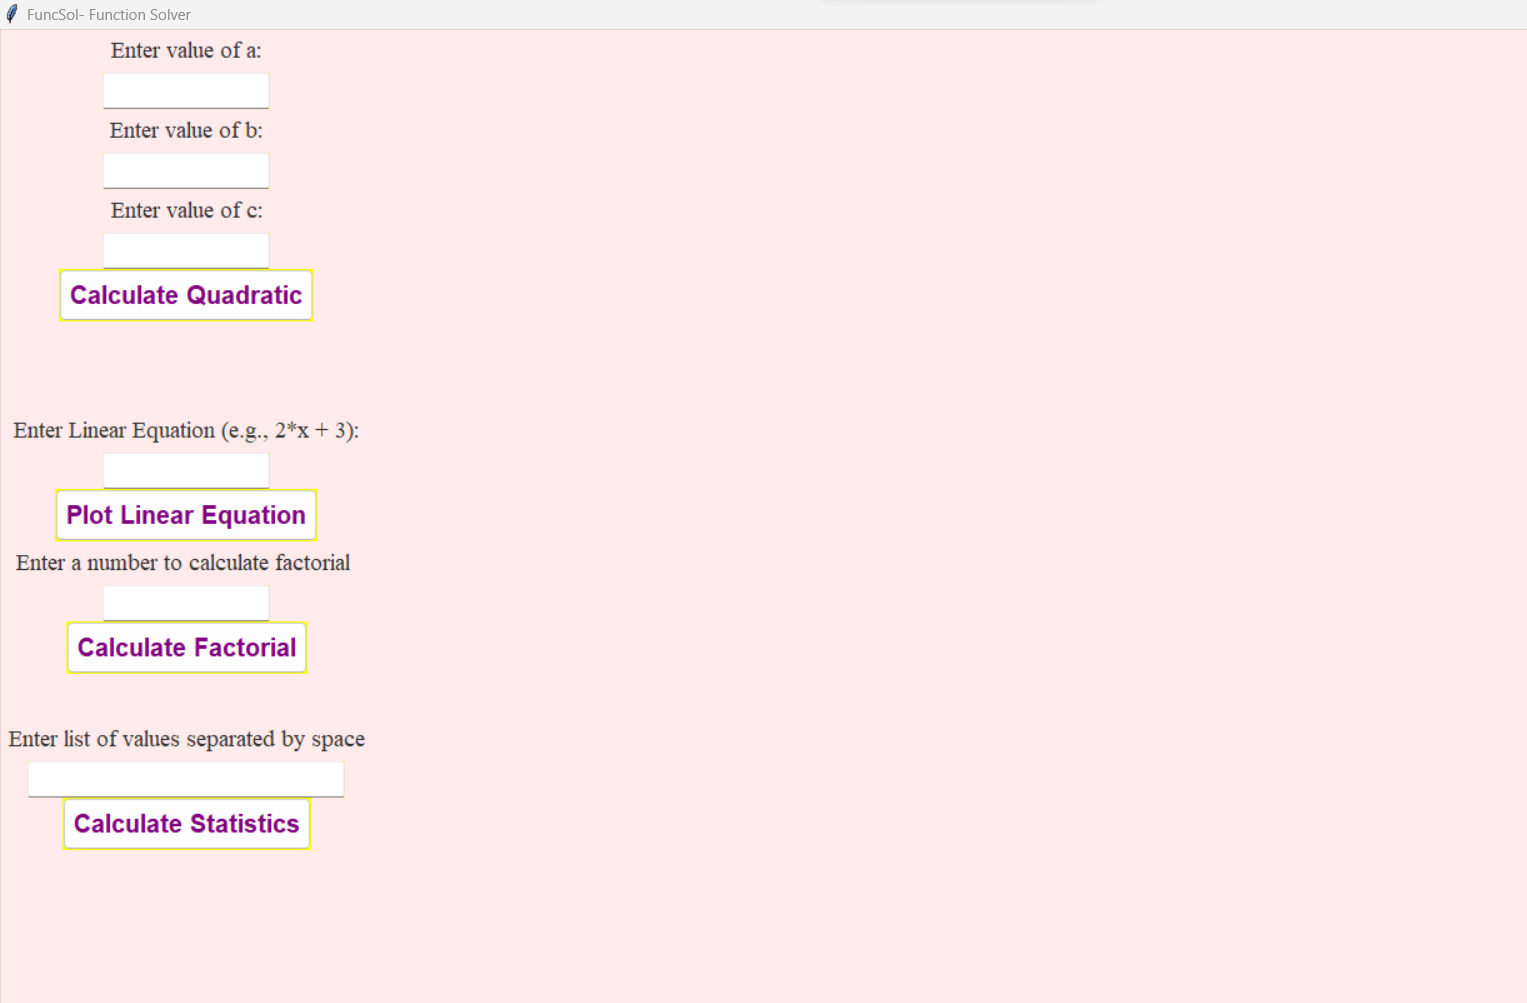 FuncSol- Function Solver
Enter value of a:
Enter value of b:
Enter value of c:
Calculate Quadratic
Enter Linear Equation (e.g., 2*x + 3):
Plot Linear Equation
Enter a number to calculate factorial
Calculate Factorial
Enter list of values separated by space
Calculate Statistics